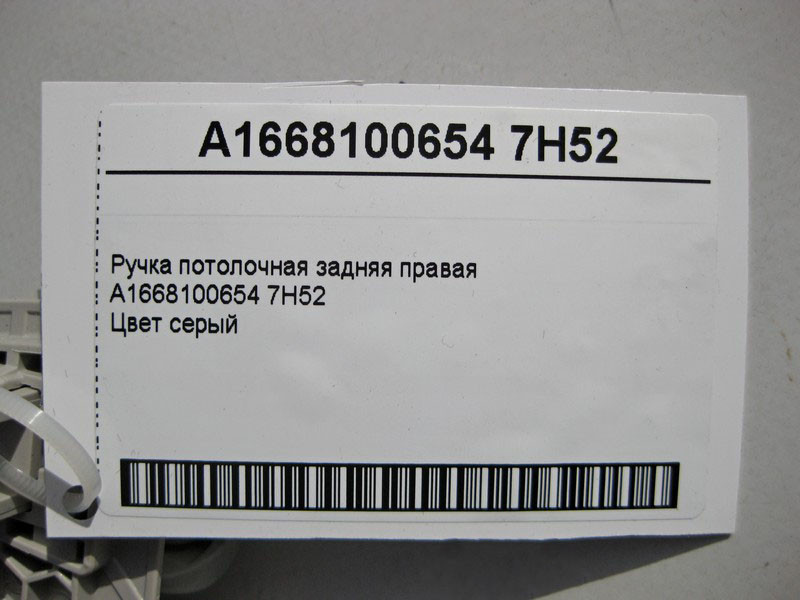 A1668100654 7H52
Ручка потолочная задняя правая
A1668100654 7H52
Цвет серый